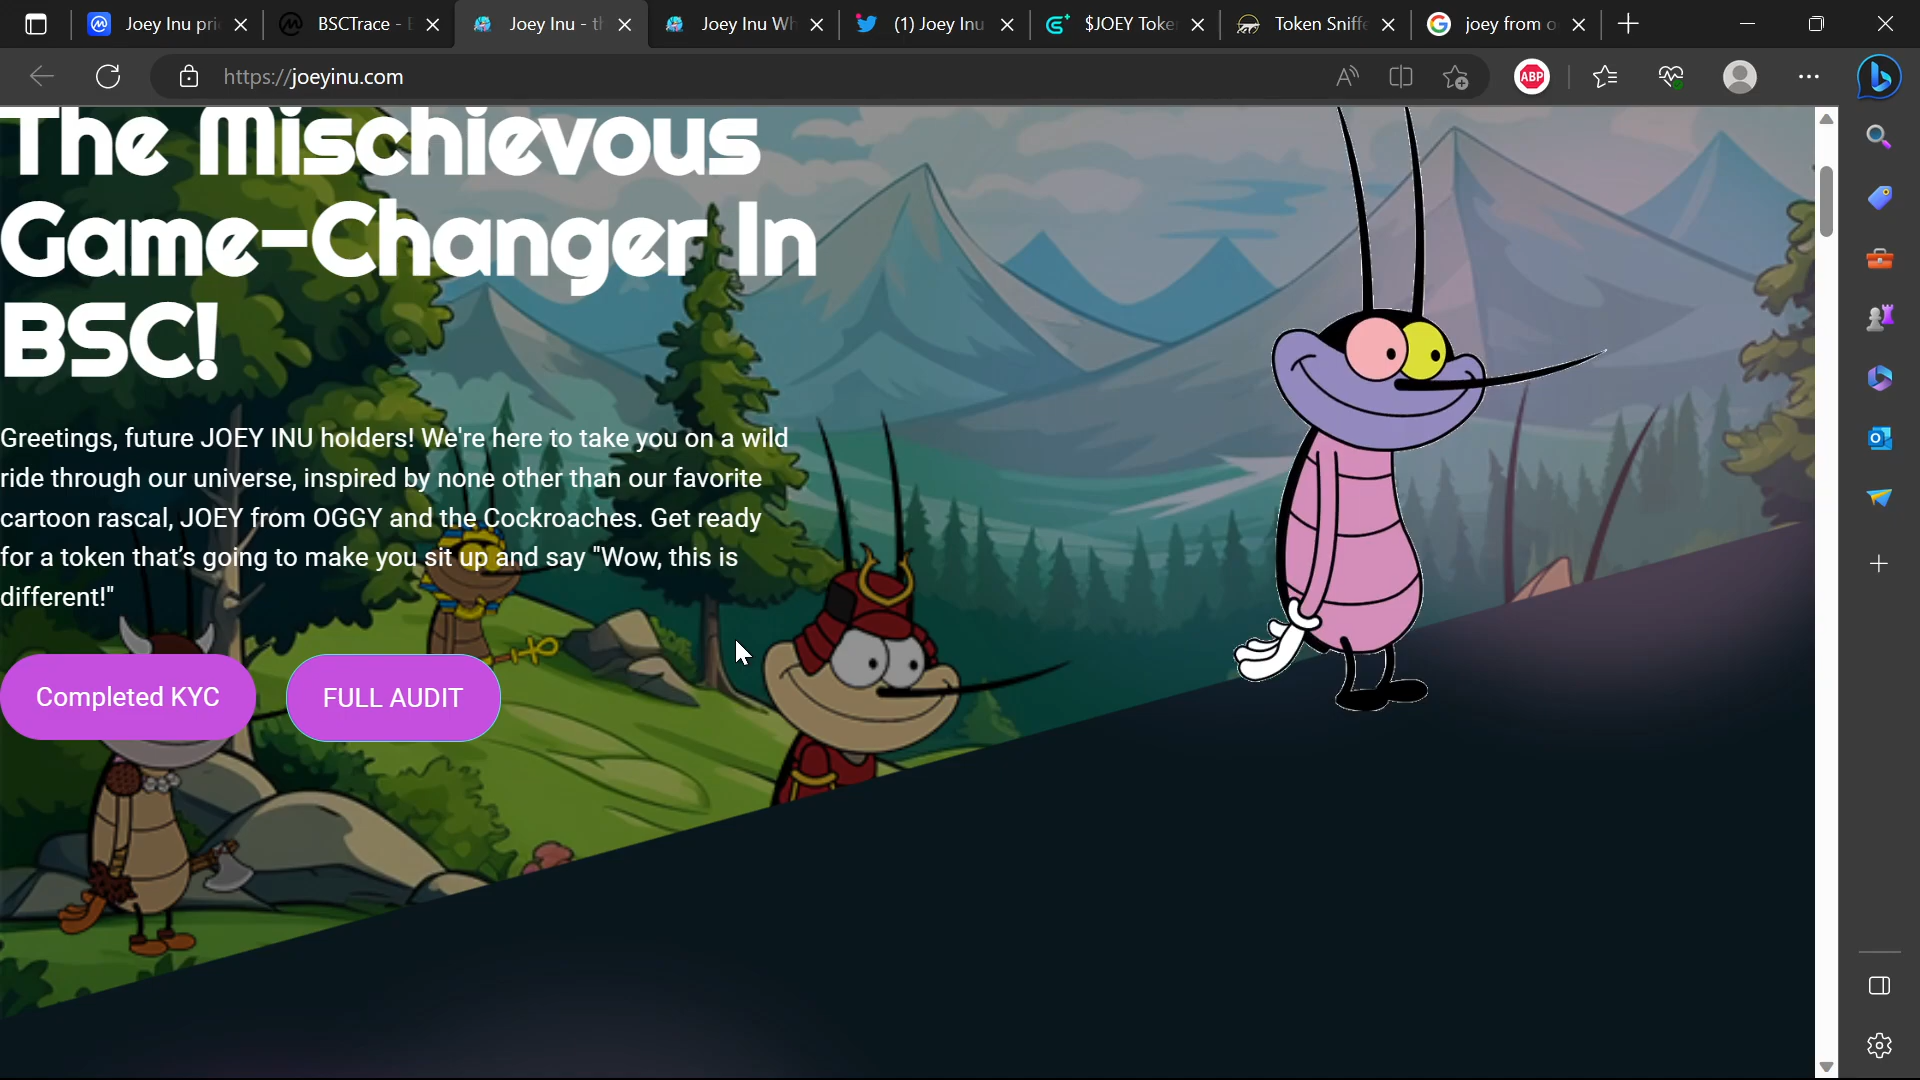 Joey Inu pri
BSCTrace -
Joey Inu - th
Joey Inu Wh
(1) Joey Inu
$JOEY Toke
Token Sniffe
joey from o
https://joeyinu.com
ABP
The Mischievous
Game-Changer In
BSC!
Greetings, future JOEY INU holders! We're here to take you on a wild
ride through our universe, inspired by none other than our favorite
cartoon rascal, JOEY from OGGY and the Cockroaches. Get ready
for a token that's going to make you sit up and say "Wow, this is
different!"
Completed KYC
FULL AUDIT